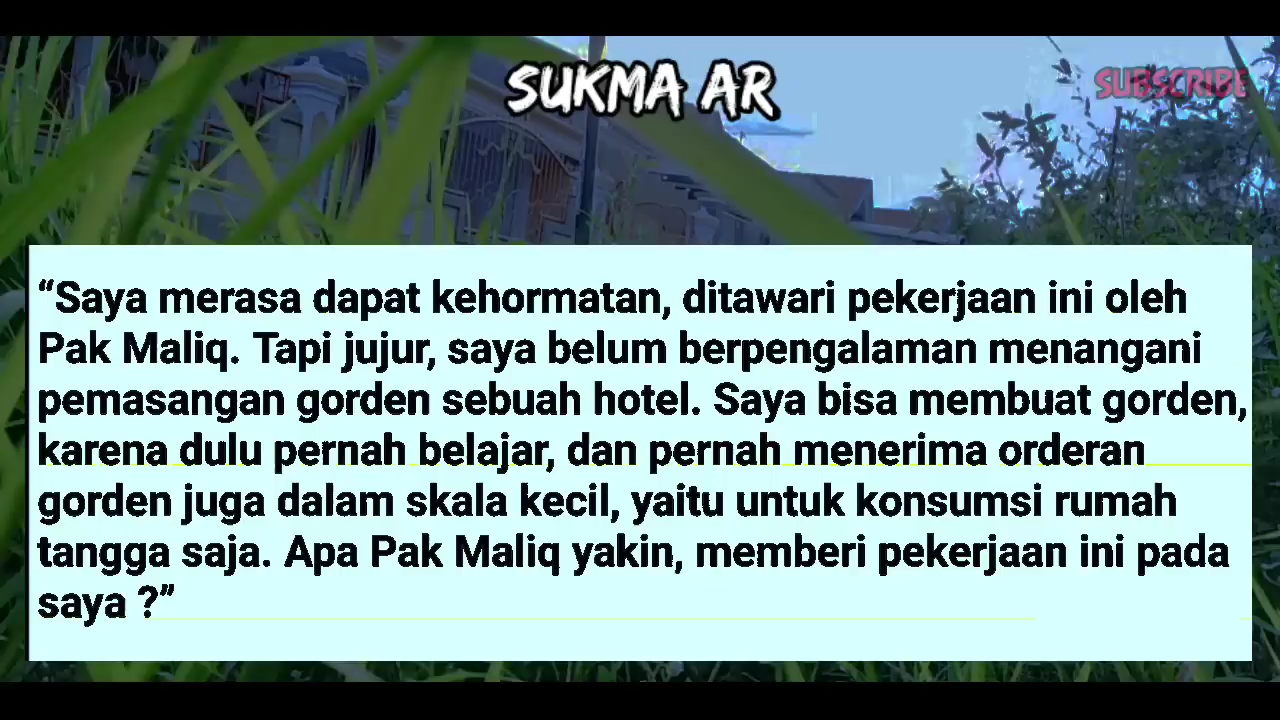 SUKMA AR
SUBSCRIBE
“Saya merasa dapat kehormatan, ditawari pekerjaan ini oleh
Pak Maliq. Tapi jujur, saya belum berpengalaman menangani
pemasangan gorden sebuah hotel. Saya bisa membuat gorden,
karena dulu pernah belajar, dan pernah menerima orderan
gorden juga dalam skala kecil, yaitu untuk konsumsi rumah
tangga saja. Apa Pak Maliq yakin, memberi pekerjaan ini pada
saya ?”